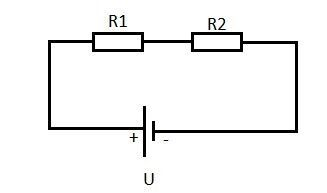 R1 R2
+ -
U